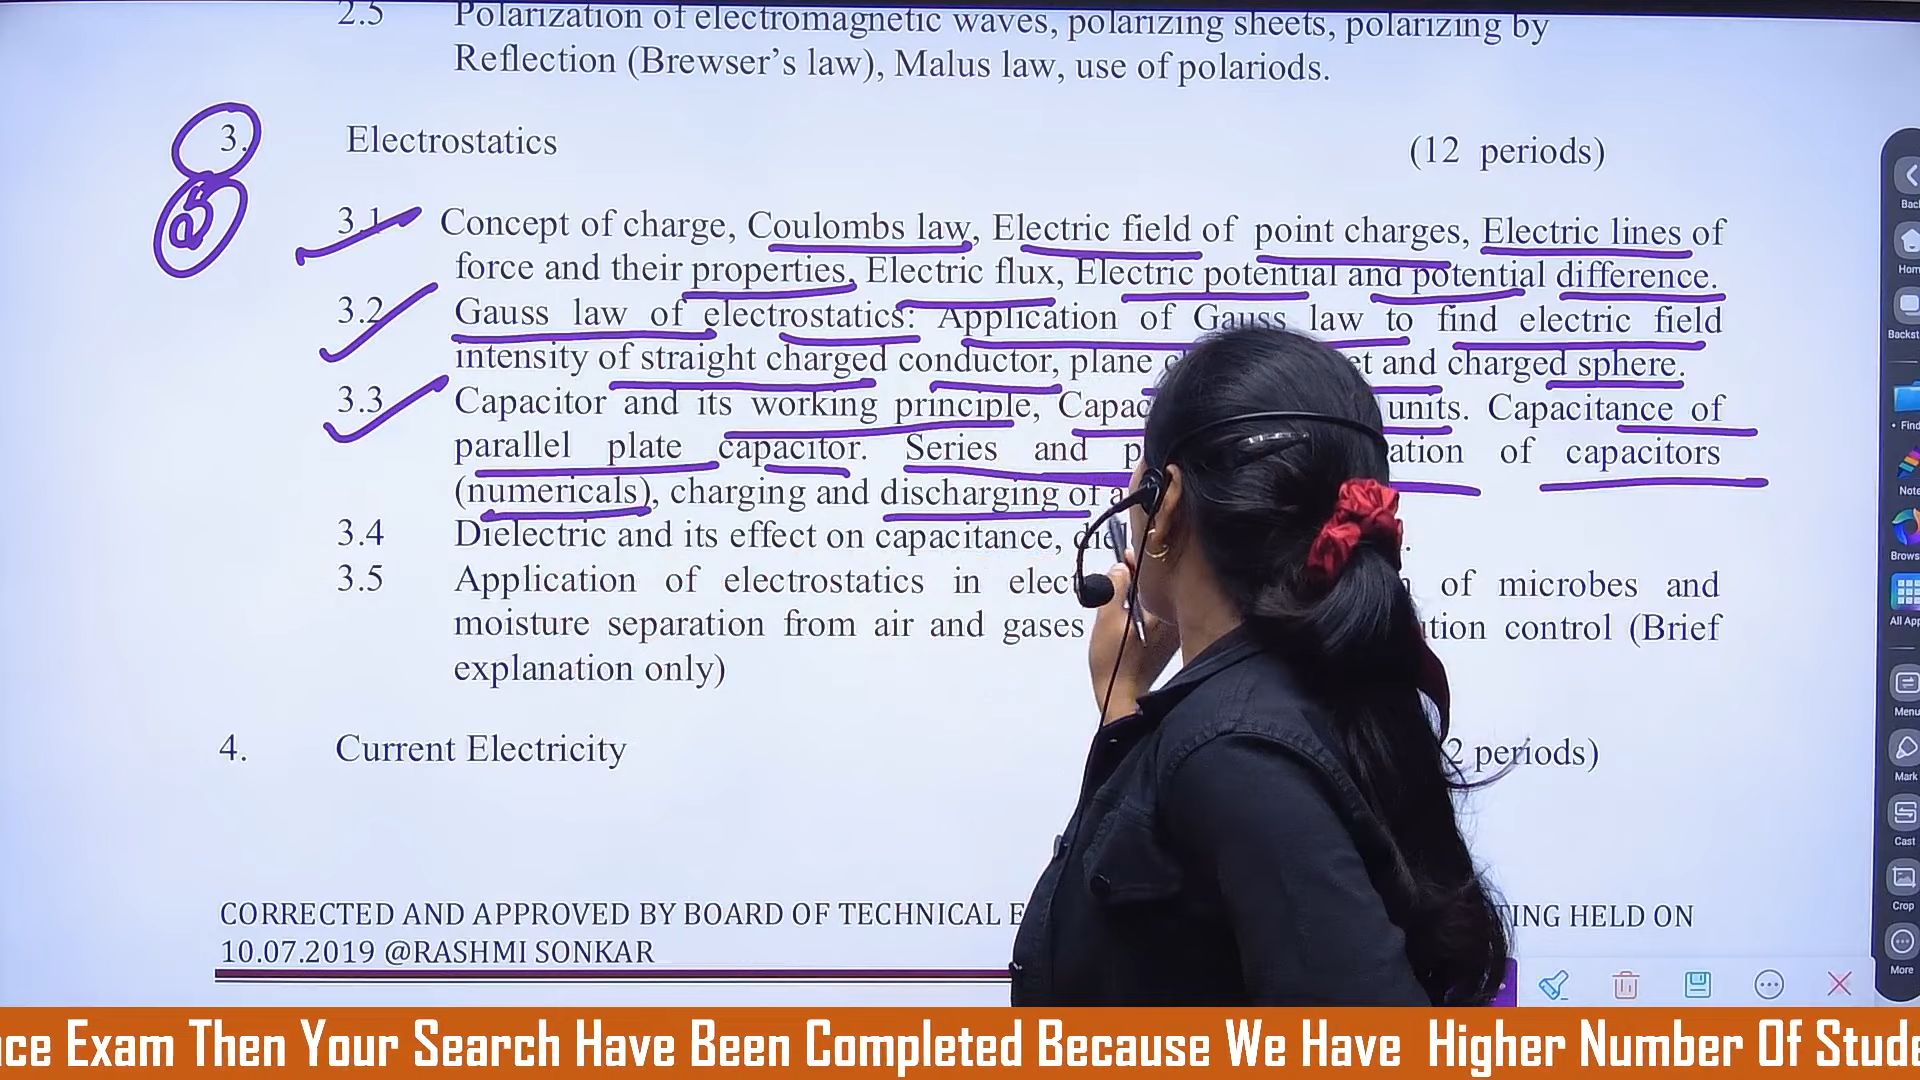 2.5 Polarization of electromagnetic waves, polarizing sheets, polarizing by
Reflection (Brewser’s law), Malus law, use of polariods.
3. Electrostatics (12 periods)
3.1 Concept of charge, Coulombs law, Electric field of point charges, Electric lines of
force and their properties, Electric flux, Electric potential and potential difference.
3.2 Gauss law of electrostatics: Application of Gauss law to find electric field
intensity of straight charged conductor, plane and charged sphere.
3.3 Capacitor and its working principle, units. Capacitance of
parallel plate capacitor. Series and of capacitors
(numericals), charging and discharging of
3.4 Dielectric and its effect on capacitance,
3.5 Application of electrostatics in of microbes and
moisture separation from air and gases control (Brief
explanation only)
4. Current Electricity periods)
CORRECTED AND APPROVED BY BOARD OF TECHNICAL HELD ON
10.07.2019 @RASHMI SONKAR
Exam Then Your Search Have Been Completed Because We Have Higher Number Of
Menu
Mark
Cast
Crop
More